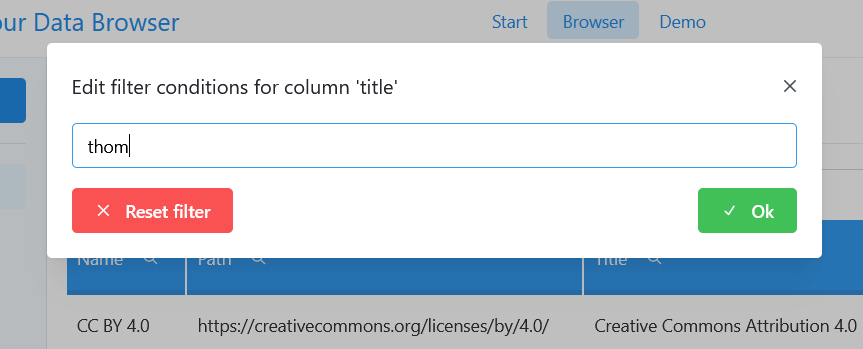 our Data Browser
Start
Browser
Demo
Edit filter conditions for column 'title'
thom
Reset filter
Ok
Name
Path
Title
CC BY 4.0
https://creativecommons.org/licenses/by/4.0/
Creative Commons Attribution 4.0